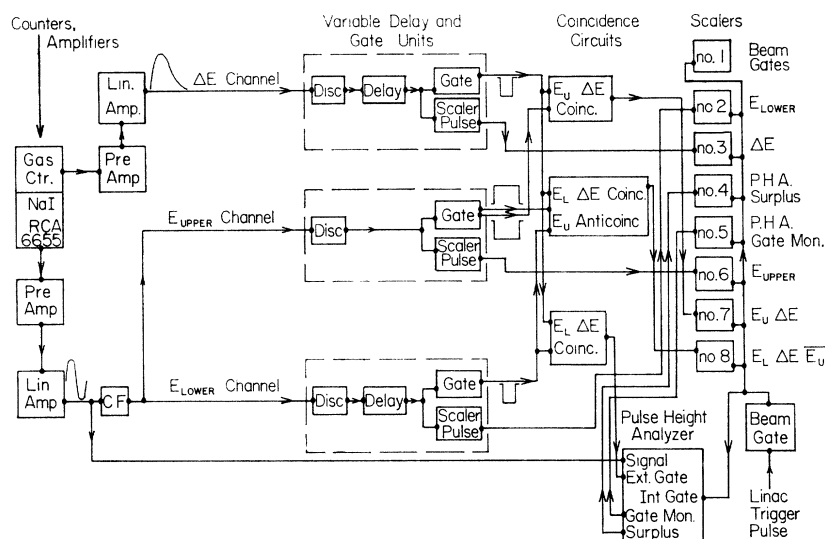 Counters,
Amplifiers
Variable Delay and
Gate Units
Coincidence
Circuits
Scalers
Lin.
Amp.
ΔE Channel
Disc
Delay
Gate
Scaler
Pulse
E_U ΔE
Coinc.
no. 1
Beam
Gates
no 2
E_LOWER
no.3
ΔE
Gas
Ctr.
Pre
Amp
NaI
RCA
6655
E_UPPER Channel
Disc
Gate
Scaler
Pulse
E_L ΔE Coinc.
E_U Anticoinc.
no.4
P.H.A.
Surplus
no.5
P.H.A.
Gate Mon.
no.6
E_UPPER
Pre
Amp
E_L ΔE
Coinc.
no.7
E_U ΔE
no 8
E_L ΔE E̅_U̅
Lin
Amp
CF
E_LOWER Channel
Disc
Delay
Gate
Scaler
Pulse
Pulse Height
Analyzer
Signal
Ext. Gate
Int Gate
Gate Mon.
Surplus
Beam
Gate
Linac
Trigger
Pulse